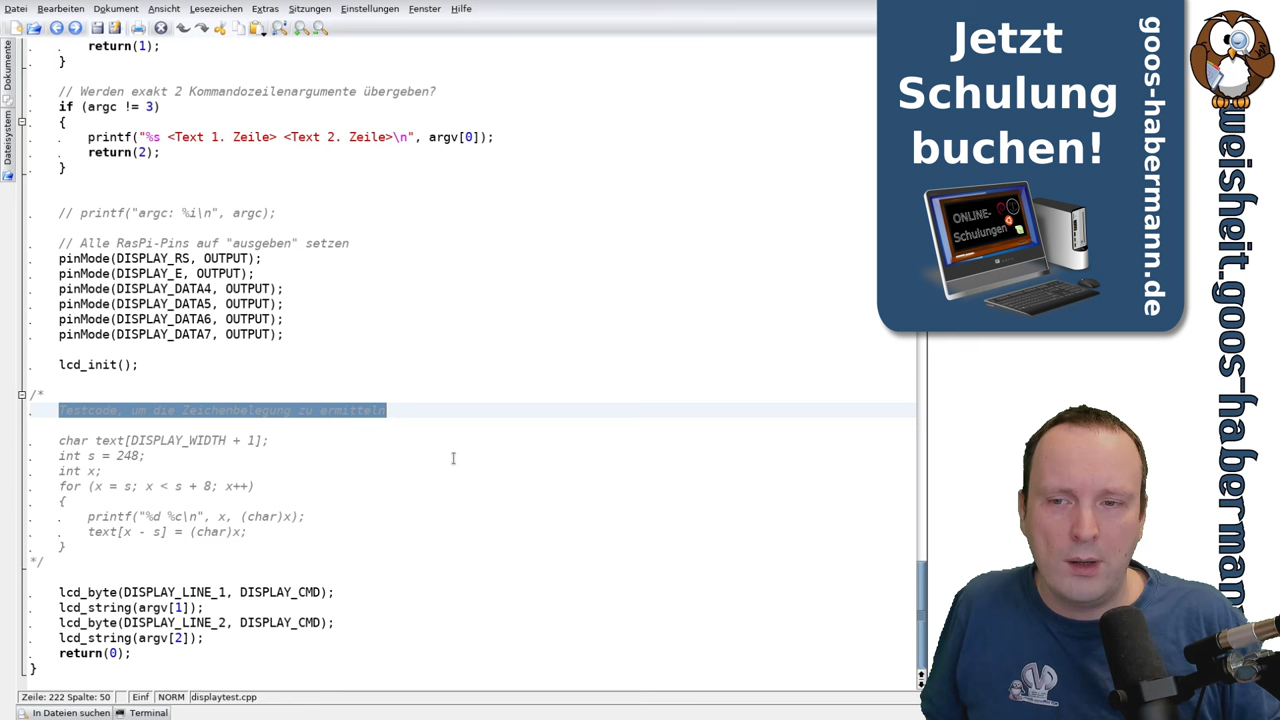 Datei Bearbeiten Dokument Ansicht Lesezeichen Extras Sitzungen Einstellungen Fenster Hilfe
Dokumente
Dateisystem
return(1);
}
// Werden exakt 2 Kommandozeilenargumente übergeben?
if (argc != 3)
{
printf("%s <Text 1. Zeile> <Text 2. Zeile>\n", argv[0]);
return(2);
}
// printf("argc: %i\n", argc);
// Alle RasPi-Pins auf "ausgeben" setzen
pinMode(DISPLAY_RS, OUTPUT);
pinMode(DISPLAY_E, OUTPUT);
pinMode(DISPLAY_DATA4, OUTPUT);
pinMode(DISPLAY_DATA5, OUTPUT);
pinMode(DISPLAY_DATA6, OUTPUT);
pinMode(DISPLAY_DATA7, OUTPUT);
lcd_init();
/*
Testcode, um die Zeichenbelegung zu ermitteln
char text[DISPLAY_WIDTH + 1];
int s = 248;
int x;
for (x = s; x < s + 8; x++)
{
printf("%d %c\n", x, (char)x);
text[x - s] = (char)x;
}
*/
lcd_byte(DISPLAY_LINE_1, DISPLAY_CMD);
lcd_string(argv[1]);
lcd_byte(DISPLAY_LINE_2, DISPLAY_CMD);
lcd_string(argv[2]);
return(0);
}
Zeile: 222 Spalte: 50 Einf NORM displaytest.cpp
In Dateien suchen Terminal
Jetzt
Schulung
buchen!
ONLINE-
Schulungen
goos-habermann.de